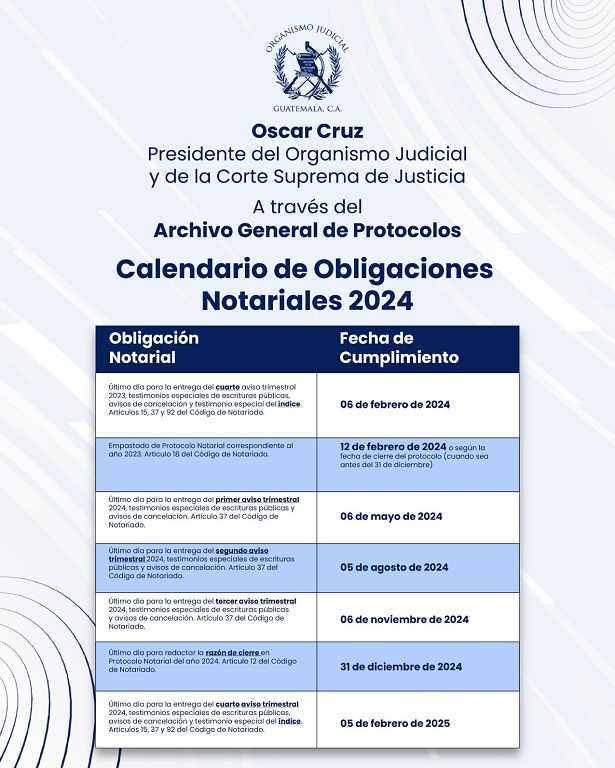 ORGANISMO JUDICIAL
GUATEMALA, C.A.
Oscar Cruz
Presidente del Organismo Judicial
y de la Corte Suprema de Justicia
A través del
Archivo General de Protocolos
Calendario de Obligaciones
Notariales 2024
Obligación
Notarial
Fecha de
Cumplimiento
Último día para la entrega del cuarto aviso trimestral
2023, testimonios especiales de escrituras públicas,
avisos de cancelación y testimonio especial del índice.
Artículos 15, 37 y 92 del Código de Notariado.
06 de febrero de 2024
Empastado de Protocolo Notarial correspondiente al
año 2023. Artículo 18 del Código de Notariado.
12 de febrero de 2024 o según la
fecha de cierre del protocolo (cuando sea
antes del 31 de diciembre)
Último día para la entrega del primer aviso trimestral
2024, testimonios especiales de escrituras públicas y
avisos de cancelación. Artículo 37 del Código de
Notariado.
06 de mayo de 2024
Último día para la entrega del segundo aviso
trimestral 2024, testimonios especiales de escrituras
públicas y avisos de cancelación. Artículo 37 del
Código de Notariado.
05 de agosto de 2024
Último día para la entrega del tercer aviso trimestral
2024, testimonios especiales de escrituras públicas
y avisos de cancelación. Artículo 37 del Código de
Notariado.
06 de noviembre de 2024
Último día para redactar la razón de cierre en
Protocolo Notarial del año 2024. Artículo 12 del Código
de Notariado.
31 de diciembre de 2024
Último día para la entrega del cuarto aviso trimestral
2024, testimonios especiales de escrituras públicas,
avisos de cancelación y testimonio especial del índice.
Artículos 15, 37 y 92 del Código de Notariado.
05 de febrero de 2025